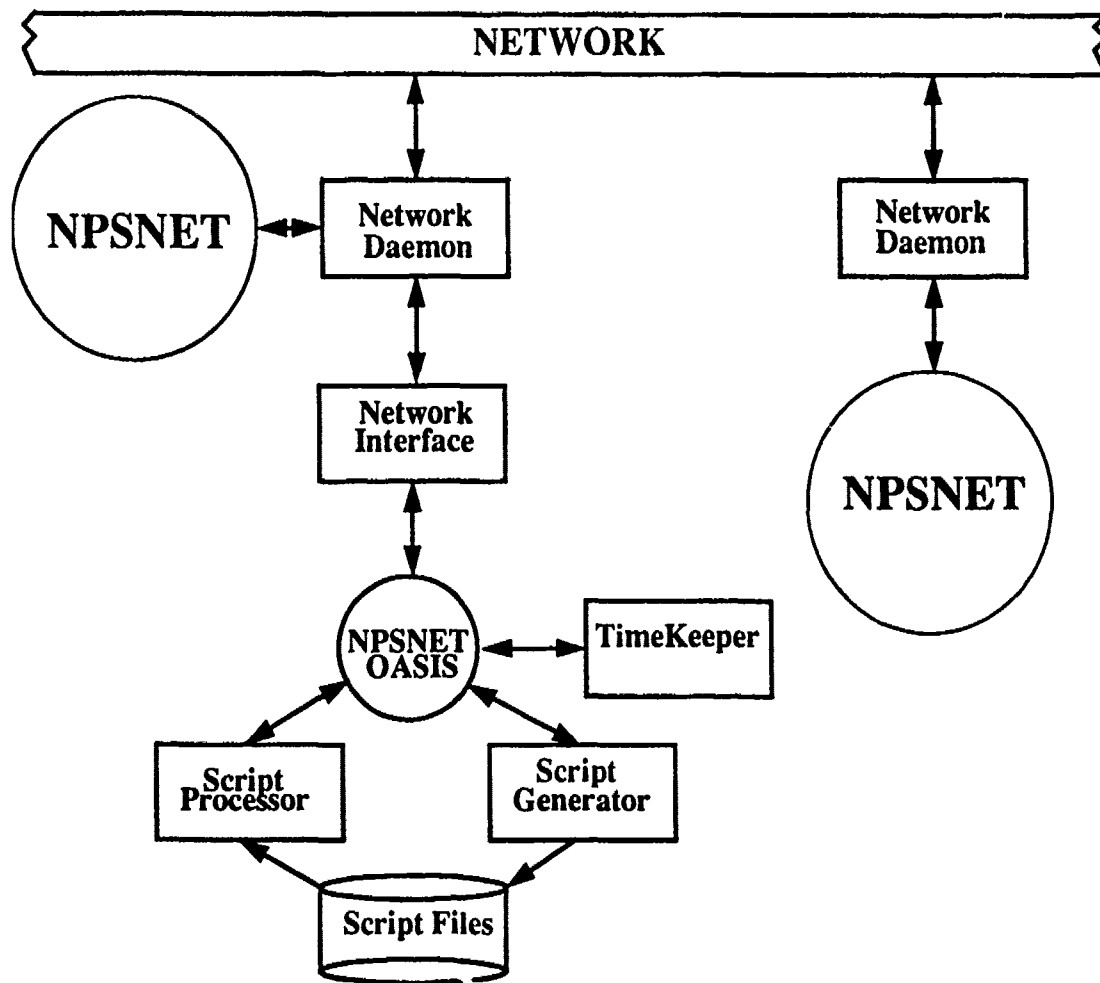 NETWORK
NPSNET
Network
Daemon
Network
Daemon
Network
Interface
NPSNET
NPSNET
OASIS
TimeKeeper
Script
Processor
Script
Generator
Script Files